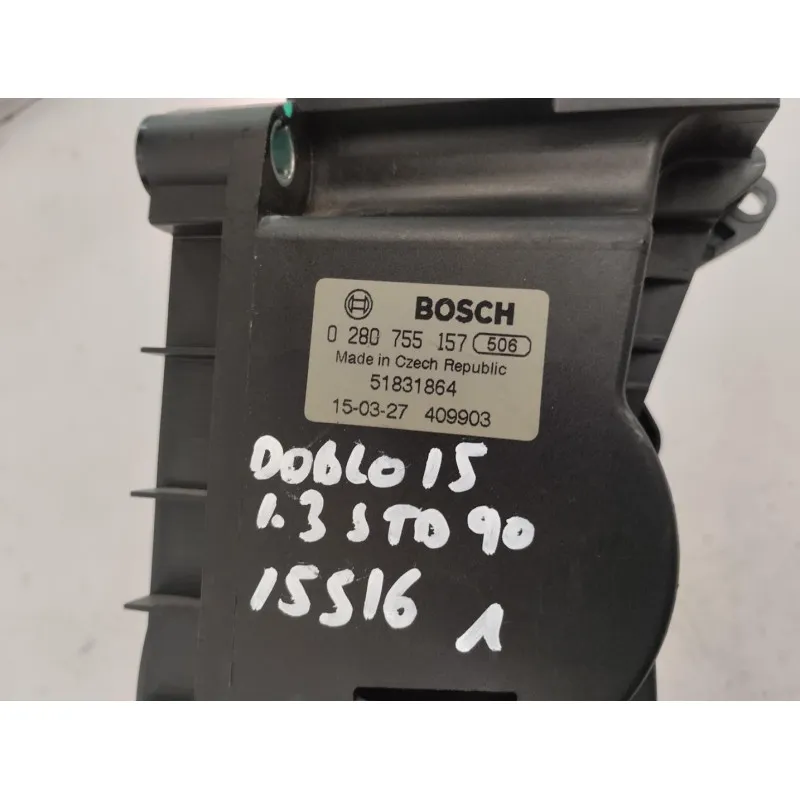 BOSCH
0 280 755 157 506
Made in Czech Republic
51831864
15-03-27 409903
DOBLO 15
1.3 JTD 90
15516 1